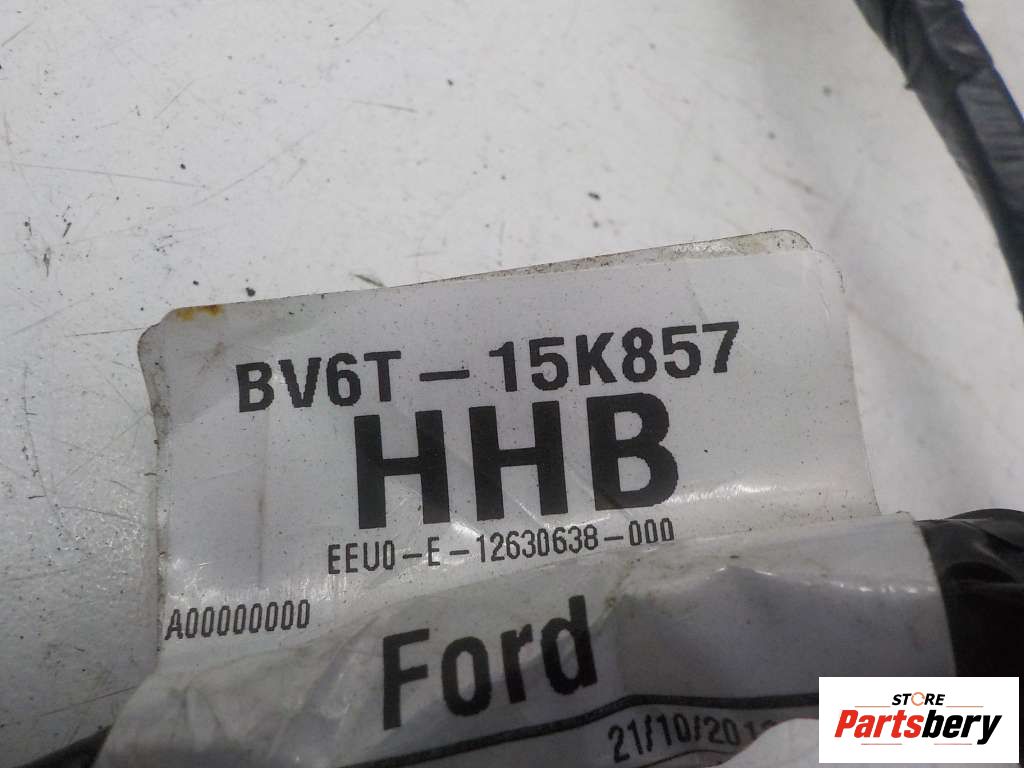 BV6T-15K857
HHB
EEU0-E-12630638-000
A00000000
Ford
STORE
Partsbery